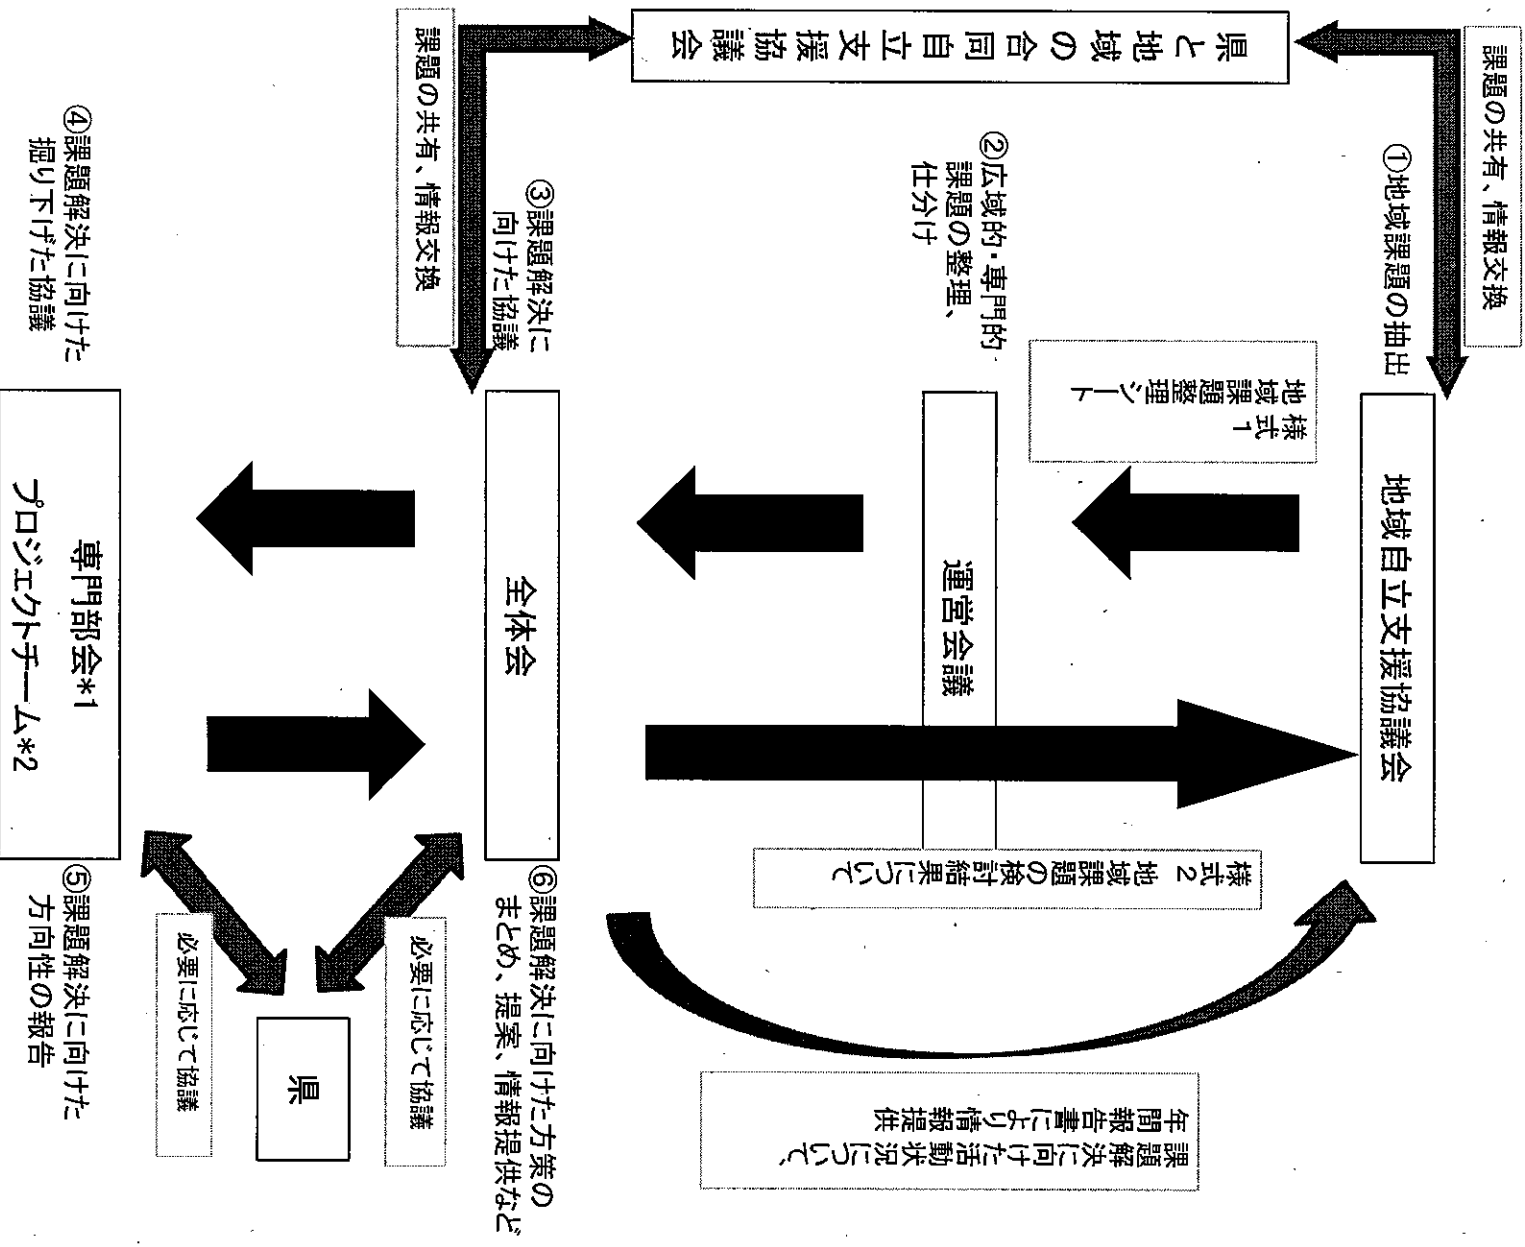 課題の共有、情報交換
①地域課題の抽出
地域自立支援協議会
県と地域の合同自立支援協議会
様式1
地域課題整理シート
②広域的・専門的
課題の整理、
仕分け
運営会議
様式2 地域課題の検討結果について
課題解決に向けた活動状況について、
年間報告書により情報提供
課題の共有、情報交換
③課題解決に
向けた協議
全体会
⑥課題解決に向けた方策の
まとめ、提案、情報提供など
必要に応じて協議
県
必要に応じて協議
④課題解決に向けた
掘り下げた協議
専門部会*1
プロジェクトチーム*2
⑤課題解決に向けた
方向性の報告